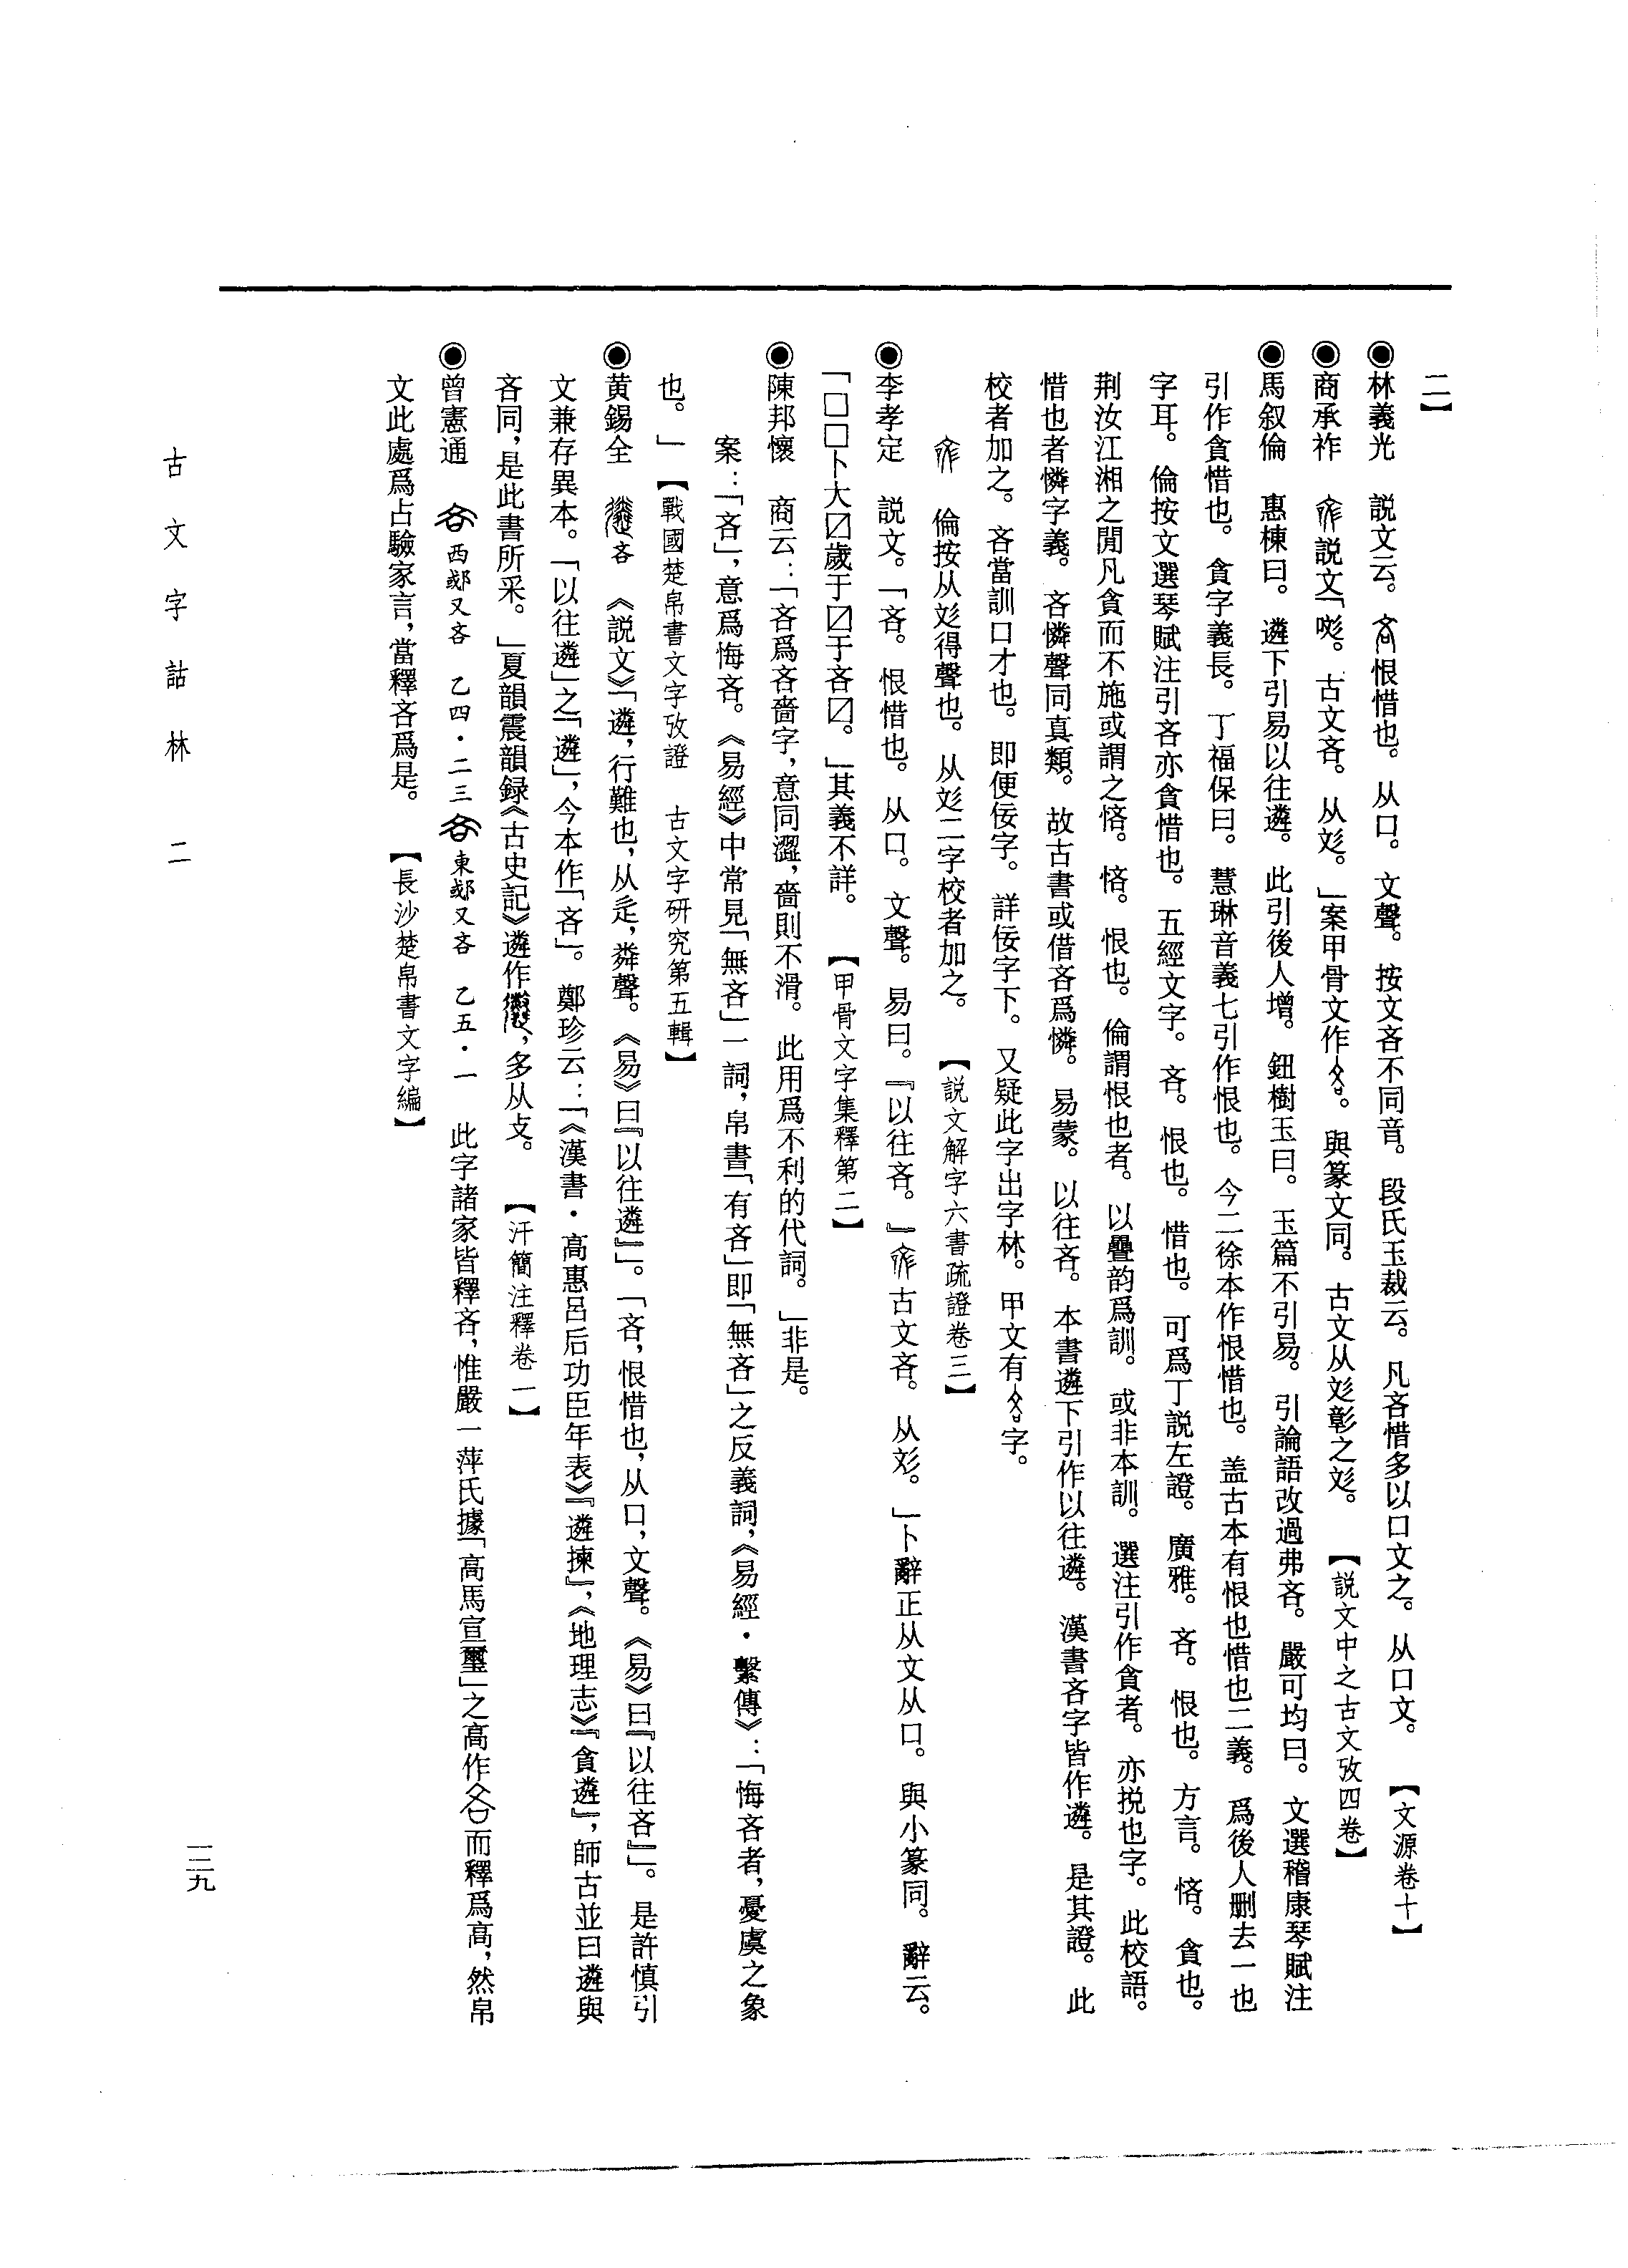 二】
◉林義光　説文云。恨惜也。从口。文聲。按文吝不同音。段氏玉裁云。凡吝惜多以口文之。从口文。【文源卷十】
◉商承祚　説文「㖁。古文吝。从彣。」案甲骨文作。與篆文同。古文从彣彰之彣。【説文中之古文攷四卷】
◉馬叙倫　惠棟曰。遴下引易以往遴。此引後人增。鈕樹玉曰。玉篇不引易。引論語改過弗吝。嚴可均曰。文選稽康琴賦注
引作貪惜也。貪字義長。丁福保曰。慧琳音義七引作恨也。今二徐本作恨惜也。盖古本有恨也惜也二義。爲後人删去一也
字耳。倫按文選琴賦注引吝亦貪惜也。五經文字。吝。恨也。惜也。可爲丁説左證。廣雅。吝。恨也。方言。悋。貪也。
荆汝江湘之閒凡貪而不施或謂之悋。悋。恨也。倫謂恨也者。以疊韵爲訓。或非本訓。選注引作貪者。亦挩也字。此校語。
惜也者憐字義。吝憐聲同真類。故古書或借吝爲憐。易蒙。以往吝。本書遴下引作以往遴。漢書吝字皆作遴。是其證。此
校者加之。吝當訓口才也。即便佞字。詳佞字下。又疑此字出字林。甲文有字。
倫按从彣得聲也。从彣二字校者加之。【説文解字六書疏證卷三】
◉李孝定　説文。「吝。恨惜也。从口。文聲。易曰。『以往吝。』古文吝。从彣。」卜辭正从文从口。與小篆同。辭云。
「□□卜大〼歲于〼于吝〼。」其義不詳。【甲骨文字集釋第二】
◉陳邦懷　商云：「吝爲吝嗇字，意同澀，嗇則不滑。此用爲不利的代詞。」非是。
案：「吝」，意爲悔吝。《易經》中常見「無吝」一詞，帛書「有吝」即「無吝」之反義詞，《易經·繫傳》：「悔吝者，憂虞之象
也。」【戰國楚帛書文字攷證　古文字研究第五輯】
◉黄錫全　吝　《説文》「遴，行難也，从辵，粦聲。《易》曰『以往遴』」。「吝，恨惜也，从口，文聲。《易》曰『以往吝』」。是許慎引
文兼存異本。「以往遴」之「遴」，今本作「吝」。鄭珍云：「《漢書·高惠呂后功臣年表》『遴揀』，《地理志》『貪遴』，師古並曰遴與
吝同，是此書所采。」夏韻震韻録《古史記》遴作，多从攴。【汗簡注釋卷一】
◉曾憲通　西䣙又吝　乙四·二三　東䣙又吝　乙五·一　此字諸家皆釋吝，惟嚴一萍氏據「高馬宣璽」之高作而釋爲高，然帛
文此處爲占驗家言，當釋吝爲是。【長沙楚帛書文字編】
古文字詁林　二
一三九